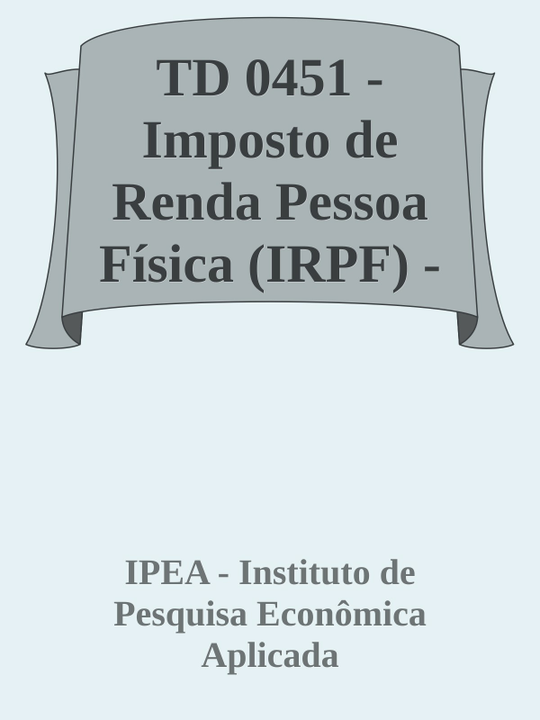 TD 0451 -
Imposto de
Renda Pessoa
Física (IRPF) -
IPEA - Instituto de
Pesquisa Econômica
Aplicada